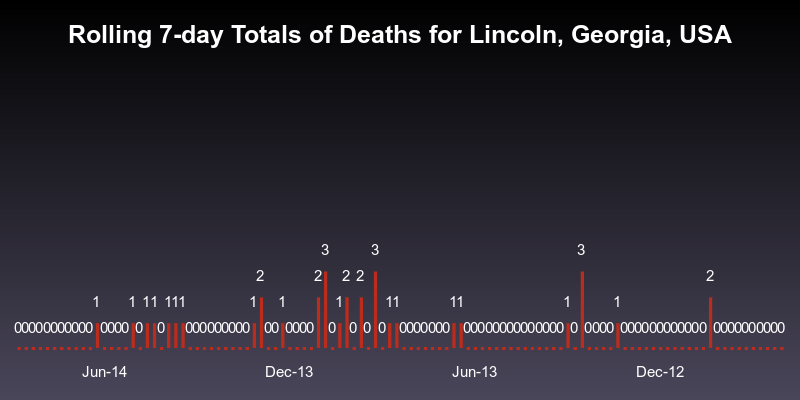 Rolling 7-day Totals of Deaths for Lincoln, Georgia, USA
3 3 3
2 2 2 2 2
1 1 11 111 1 1 1 11 11 1 1
00000000000 0000 0 0 000000000 00 0000 0 0 0 0 0000000 00000000000000 0 0000 000000000000 0000000000
Jun-14 Dec-13 Jun-13 Dec-12